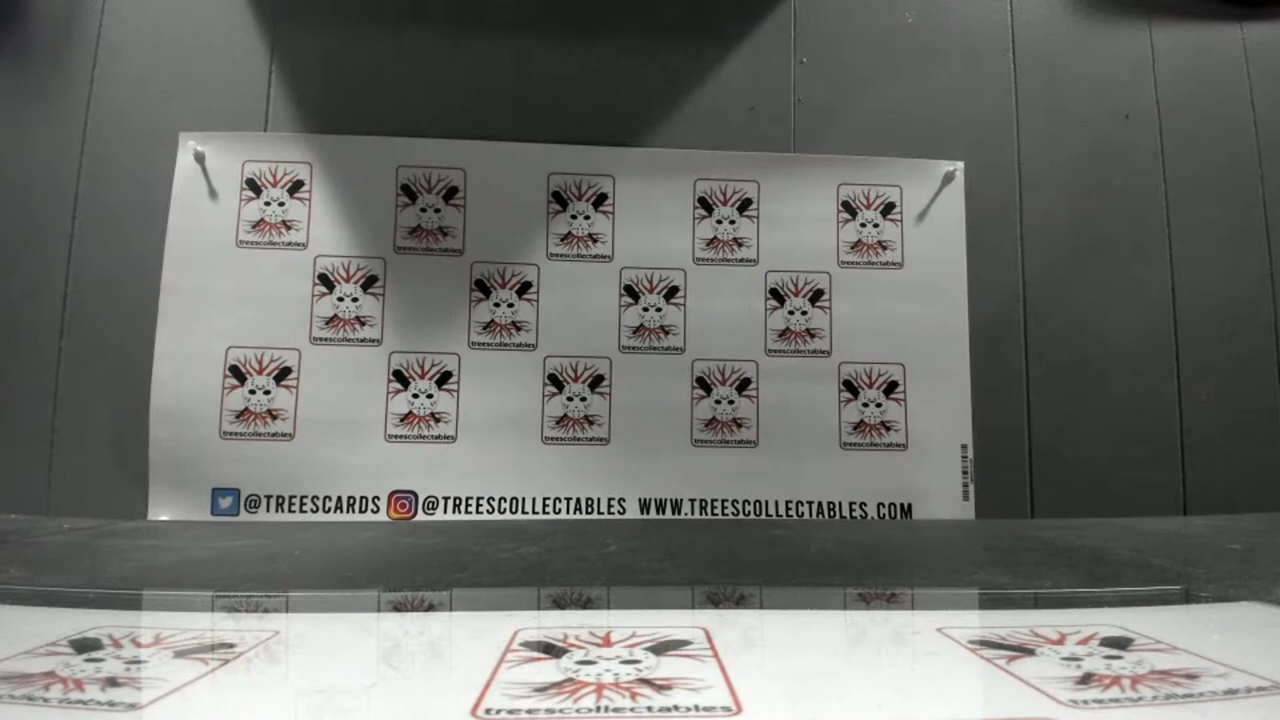 treescollectables treescollectables treescollectables treescollectables treescollectables
treescollectables treescollectables treescollectables treescollectables
treescollectables treescollectables treescollectables treescollectables treescollectables
@TREESCARDS @TREESCOLLECTABLES WWW.TREESCOLLECTABLES.COM
treescollectables